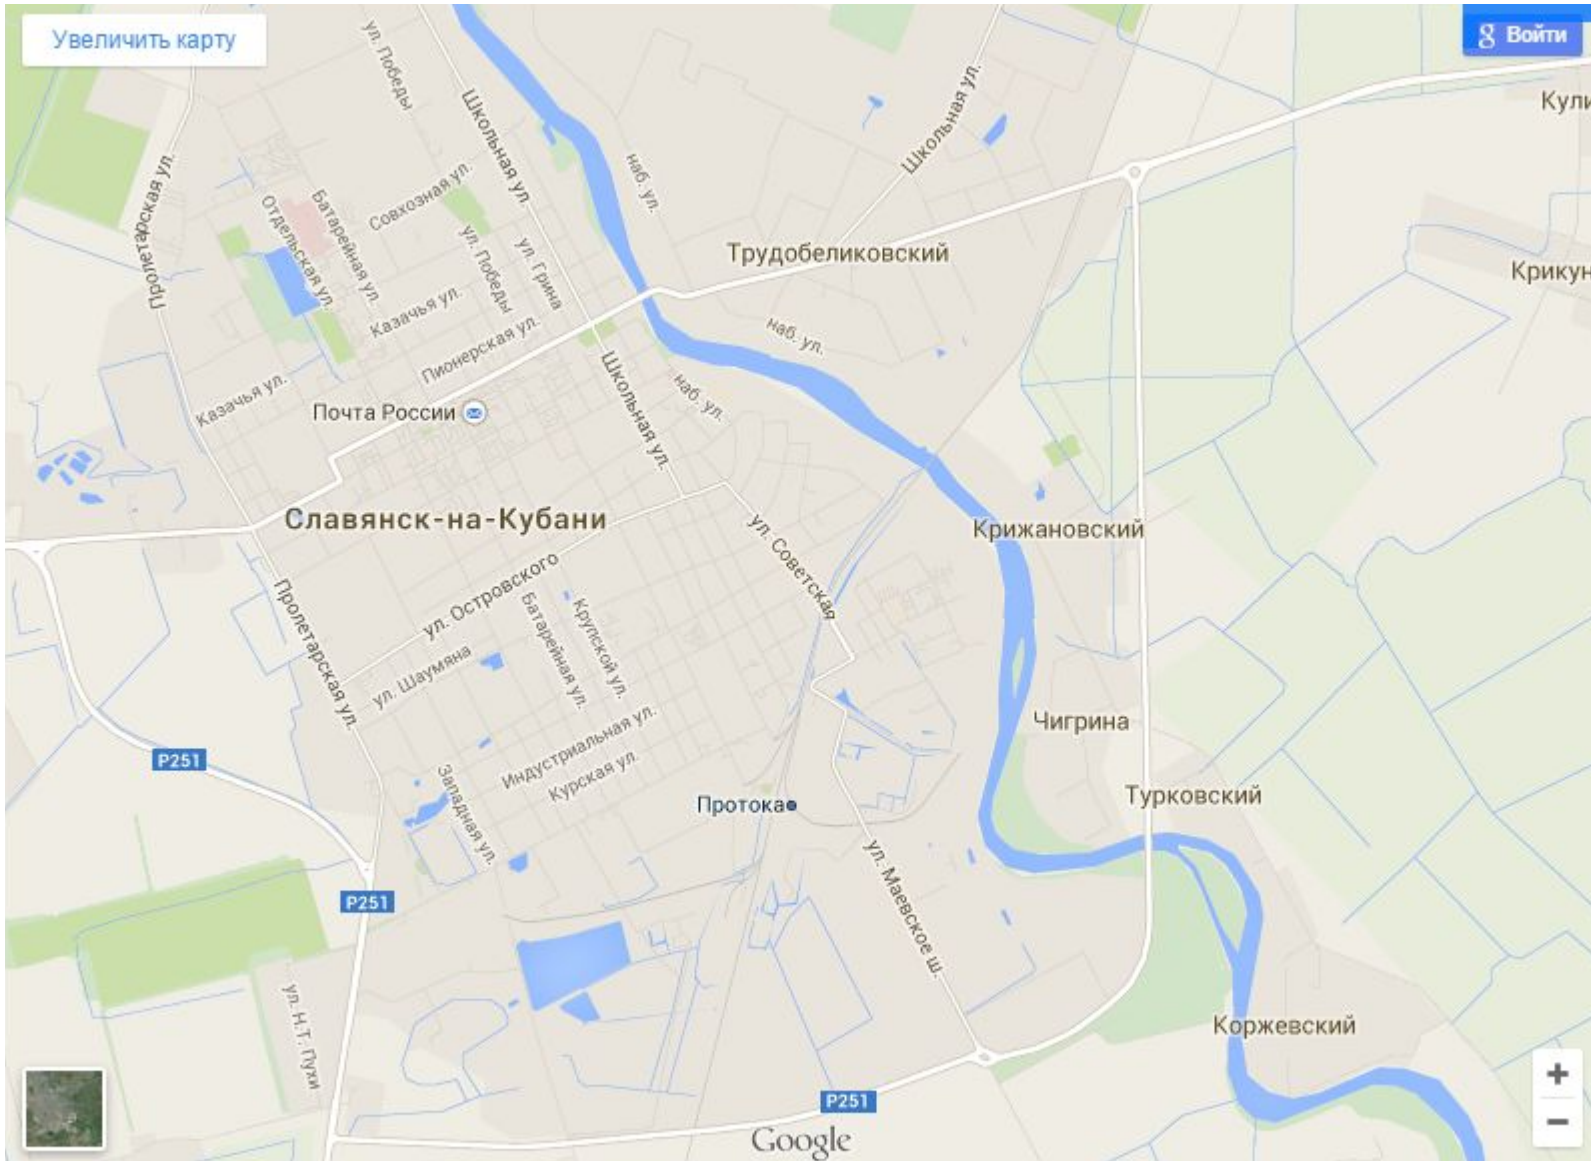 Увеличить карту
Войти
ул. Победы
Школьная ул.
Школьная ул.
Кули
Пролетарская ул.
наб. ул.
Совхозная ул.
Батарейная ул.
Отдельская ул.
ул. Победы
ул. Грина
Трудобеликовский
Крикун
Казачья ул.
Пионерская ул.
наб. ул.
Казачья ул.
Школьная ул.
наб. ул.
Почта России
Славянск-на-Кубани
Крижановский
ул. Советская
ул. Островского
Пролетарская ул.
Батарейная ул.
Крупской ул.
ул. Шаумяна
Чигрина
Индустриальная ул.
P251
Курская ул.
Западная ул.
Протока
Турковский
P251
ул. Маевское ш.
ул. Н.Т. Пухи
Коржевский
P251
Google